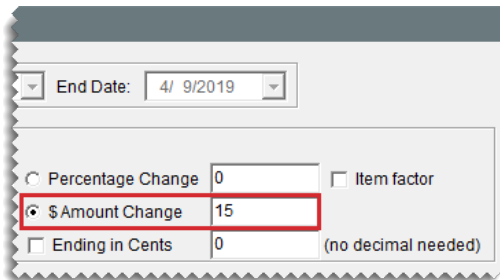 End Date: 4/ 9/2019
Percentage Change 0 Item factor
$ Amount Change 15
Ending in Cents 0 (no decimal needed)